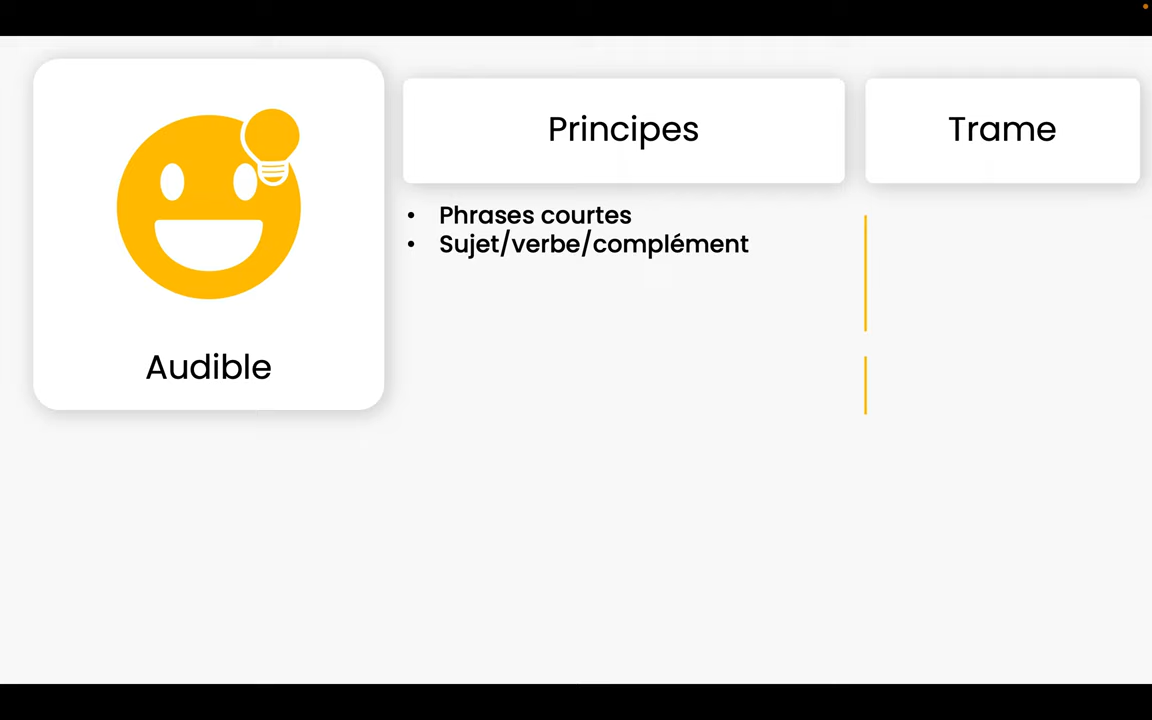 Principes
Trame
• Phrases courtes
• Sujet/verbe/complément
Audible